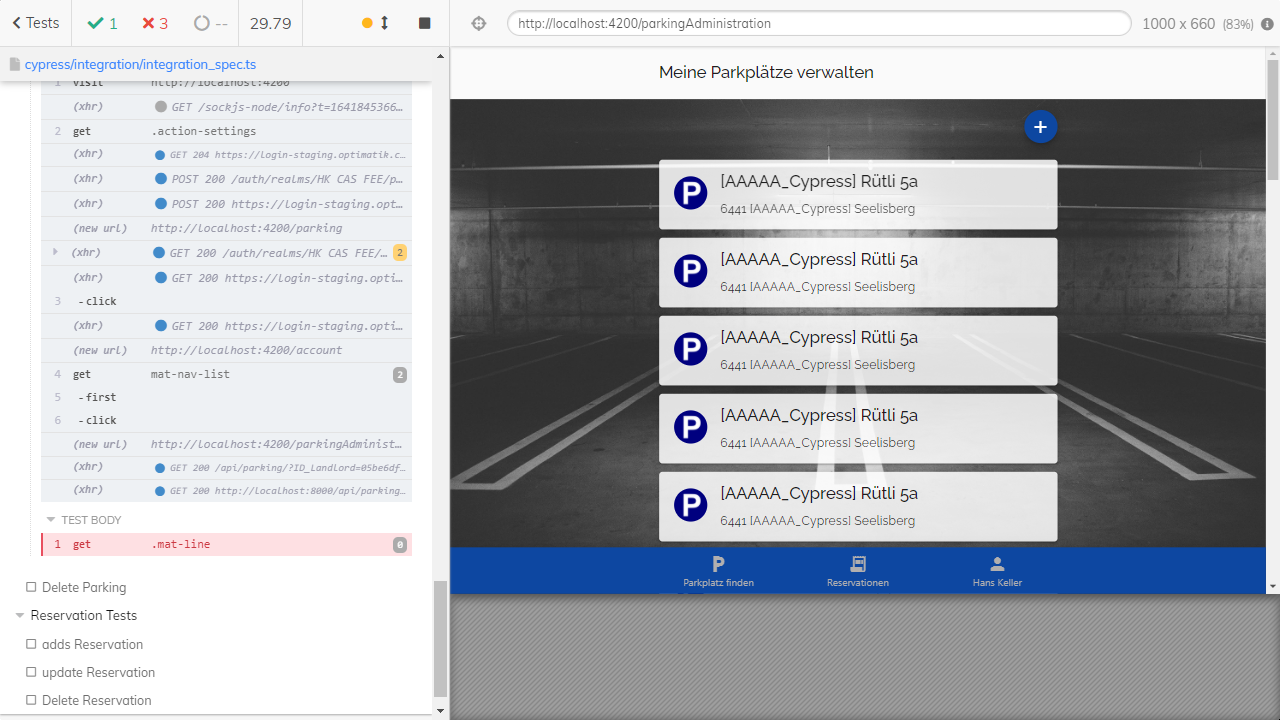 Tests
1
3
--
29.79
http://localhost:4200/parkingAdministration
1000 x 660 (83%)
cypress/integration/integration_spec.ts
1 visit http://localhost:4200
(xhr) GET /sockjs-node/info?t=1641845366…
2 get .action-settings
(xhr) GET 204 https://login-staging.optimatik.c…
(xhr) POST 200 /auth/realms/HK CAS FEE/p…
(xhr) POST 200 https://login-staging.opt…
(new url) http://localhost:4200/parking
(xhr) GET 200 /auth/realms/HK CAS FEE/… 2
(xhr) GET 200 https://login-staging.opti…
3 -click
(xhr) GET 200 https://login-staging.opti…
(new url) http://localhost:4200/account
4 get mat-nav-list 2
5 -first
6 -click
(new url) http://localhost:4200/parkingAdminist…
(xhr) GET 200 /api/parking/?ID_Landlord=05be6df…
(xhr) GET 200 http://localhost:8000/api/parking…
TEST BODY
1 get .mat-line 0
Delete Parking
Reservation Tests
adds Reservation
update Reservation
Delete Reservation
Meine Parkplätze verwalten
+
P
[AAAAA_Cypress] Rütli 5a
6441 [AAAAA_Cypress] Seelisberg
P
[AAAAA_Cypress] Rütli 5a
6441 [AAAAA_Cypress] Seelisberg
P
[AAAAA_Cypress] Rütli 5a
6441 [AAAAA_Cypress] Seelisberg
P
[AAAAA_Cypress] Rütli 5a
6441 [AAAAA_Cypress] Seelisberg
P
[AAAAA_Cypress] Rütli 5a
6441 [AAAAA_Cypress] Seelisberg
P
Parkplatz finden
Reservationen
Hans Keller